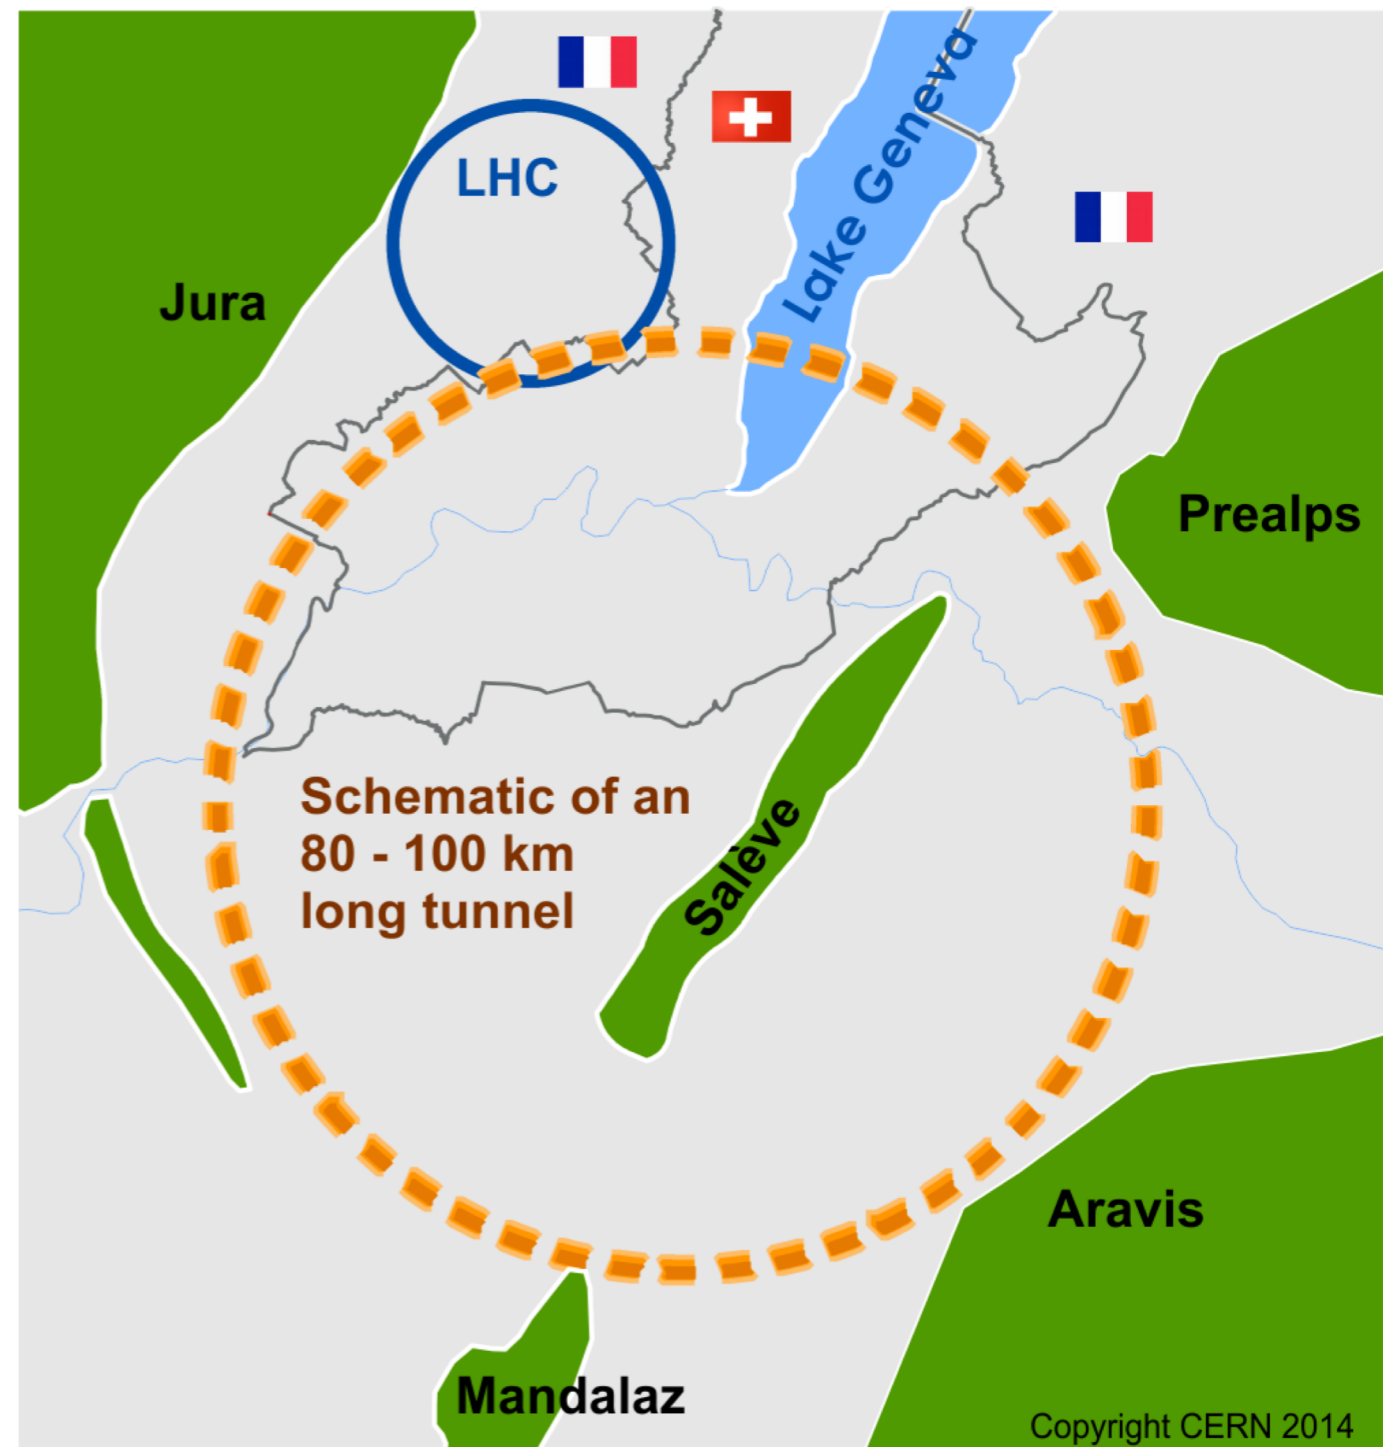 LHC
Lake Geneva
Jura
Prealps
Schematic of an
80 - 100 km
long tunnel
Salève
Aravis
Mandalaz
Copyright CERN 2014